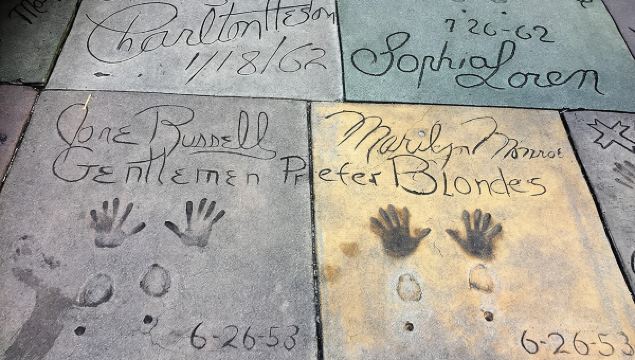 Charlton Heston
1/18/62
7-26-62
Sophia Loren
Jane Russell
Marilyn Monroe
Gentlemen Prefer Blondes
6-26-53
6-26-53